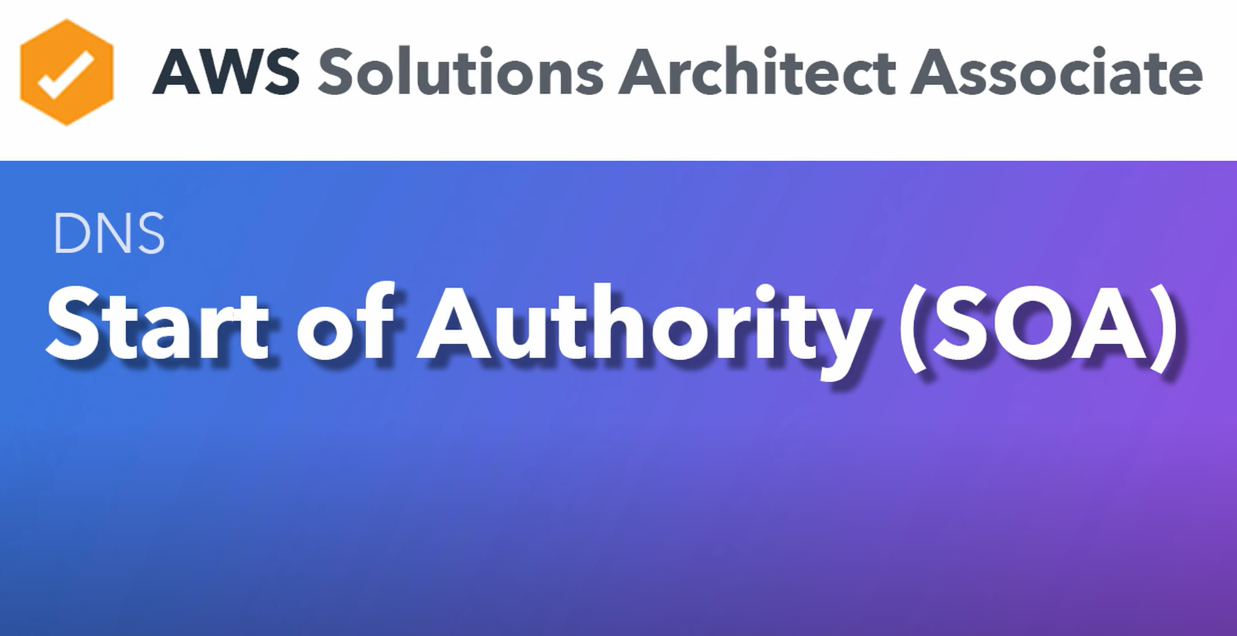 AWS Solutions Architect Associate
DNS
Start of Authority (SOA)